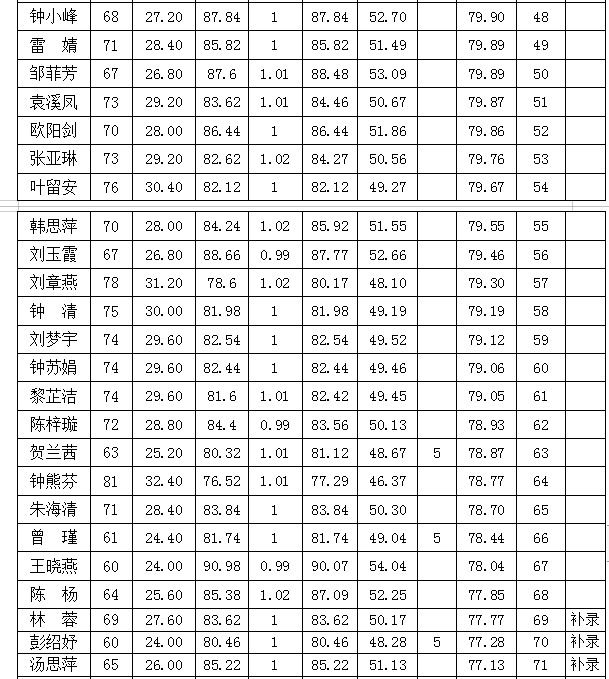 钟小峰 68 27.20 87.84 1 87.84 52.70 79.90 48
雷 婧 71 28.40 85.82 1 85.82 51.49 79.89 49
邹菲芳 67 26.80 87.6 1.01 88.48 53.09 79.89 50
袁溪凤 73 29.20 83.62 1.01 84.46 50.67 79.87 51
欧阳剑 70 28.00 86.44 1 86.44 51.86 79.86 52
张亚琳 73 29.20 82.62 1.02 84.27 50.56 79.76 53
叶留安 76 30.40 82.12 1 82.12 49.27 79.67 54
韩思萍 70 28.00 84.24 1.02 85.92 51.55 79.55 55
刘玉霞 67 26.80 88.66 0.99 87.77 52.66 79.46 56
刘章燕 78 31.20 78.6 1.02 80.17 48.10 79.30 57
钟 清 75 30.00 81.98 1 81.98 49.19 79.19 58
刘梦宇 74 29.60 82.54 1 82.54 49.52 79.12 59
钟苏娟 74 29.60 82.44 1 82.44 49.46 79.06 60
黎芷洁 74 29.60 81.6 1.01 82.42 49.45 79.05 61
陈梓璇 72 28.80 84.4 0.99 83.56 50.13 78.93 62
贺兰茜 63 25.20 80.32 1.01 81.12 48.67 5 78.87 63
钟熊芬 81 32.40 76.52 1.01 77.29 46.37 78.77 64
朱海清 71 28.40 83.84 1 83.84 50.30 78.70 65
曾 瑾 61 24.40 81.74 1 81.74 49.04 5 78.44 66
王晓燕 60 24.00 90.98 0.99 90.07 54.04 78.04 67
陈 杨 64 25.60 85.38 1.02 87.09 52.25 77.85 68
林 蓉 69 27.60 83.62 1 83.62 50.17 77.77 69 补录
彭绍妤 60 24.00 80.46 1 80.46 48.28 5 77.28 70 补录
汤思萍 65 26.00 85.22 1 85.22 51.13 77.13 71 补录